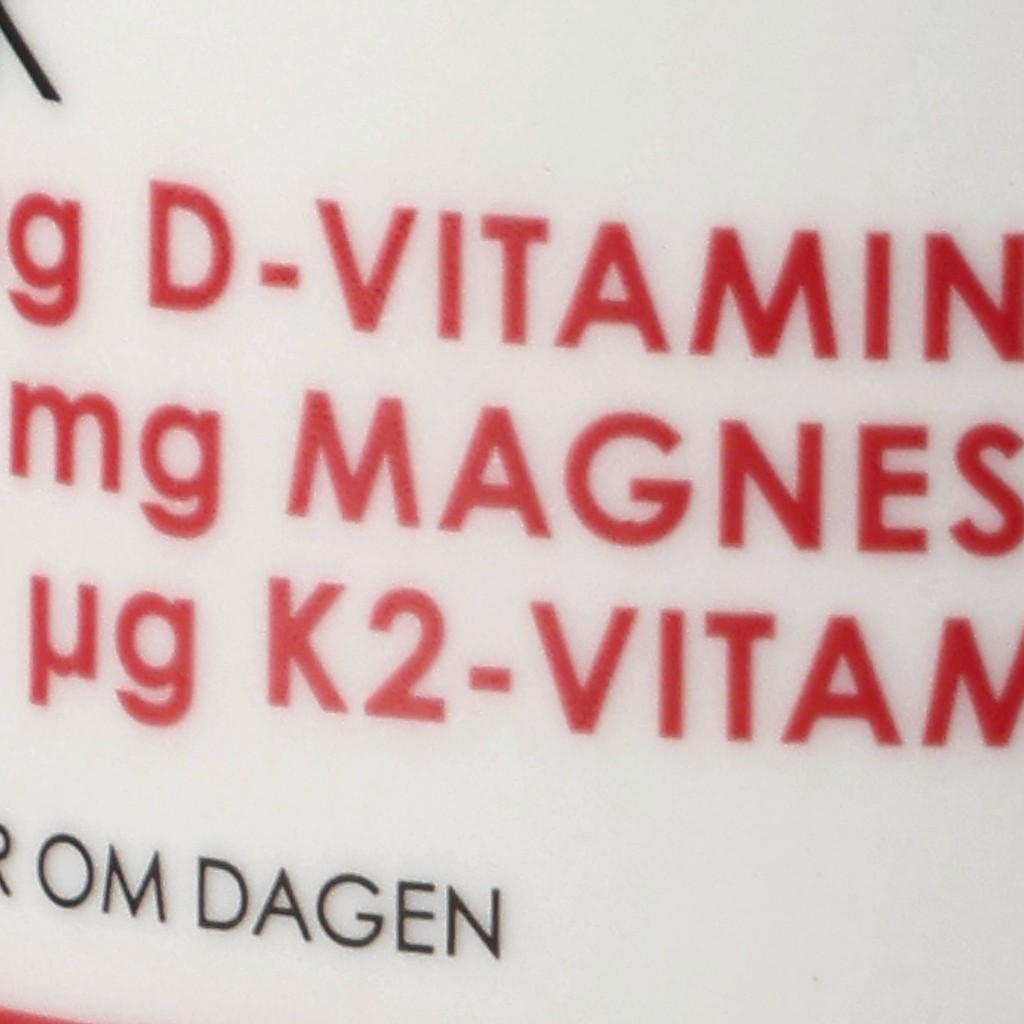 g D-VITAMIN
mg MAGNES
µg K2-VITAM
R OM DAGEN